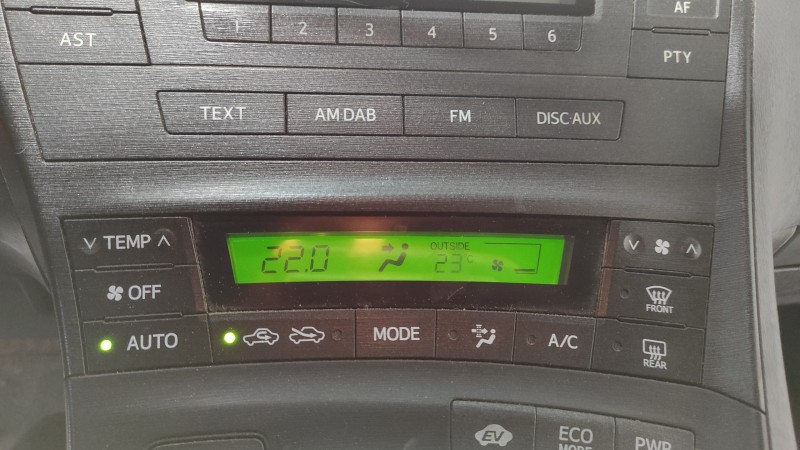 AF
AST
1 2 3 4 5 6
PTY
TEXT AM·DAB FM DISC·AUX
TEMP
22.0 OUTSIDE 23°C
OFF
FRONT
AUTO MODE A/C
REAR
EV ECO PWR
MODE